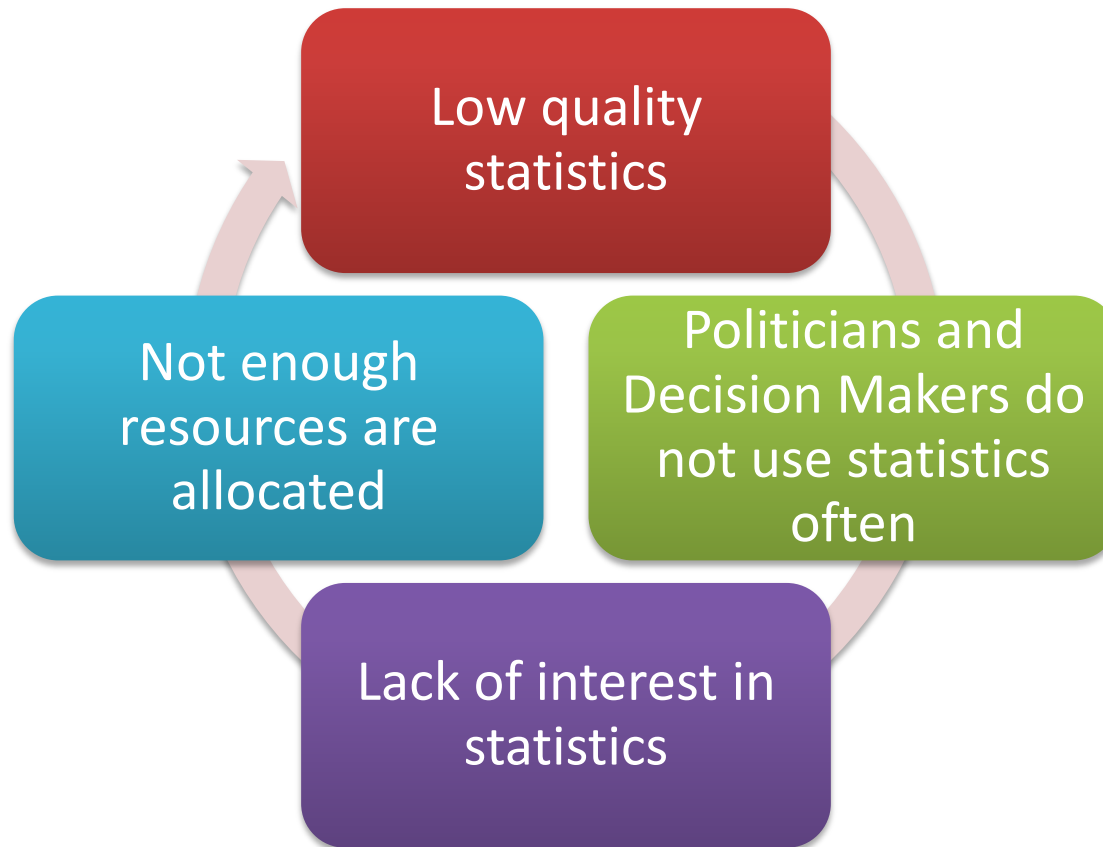 Low quality
statistics
Politicians and
Decision Makers do
not use statistics
often
Lack of interest in
statistics
Not enough
resources are
allocated